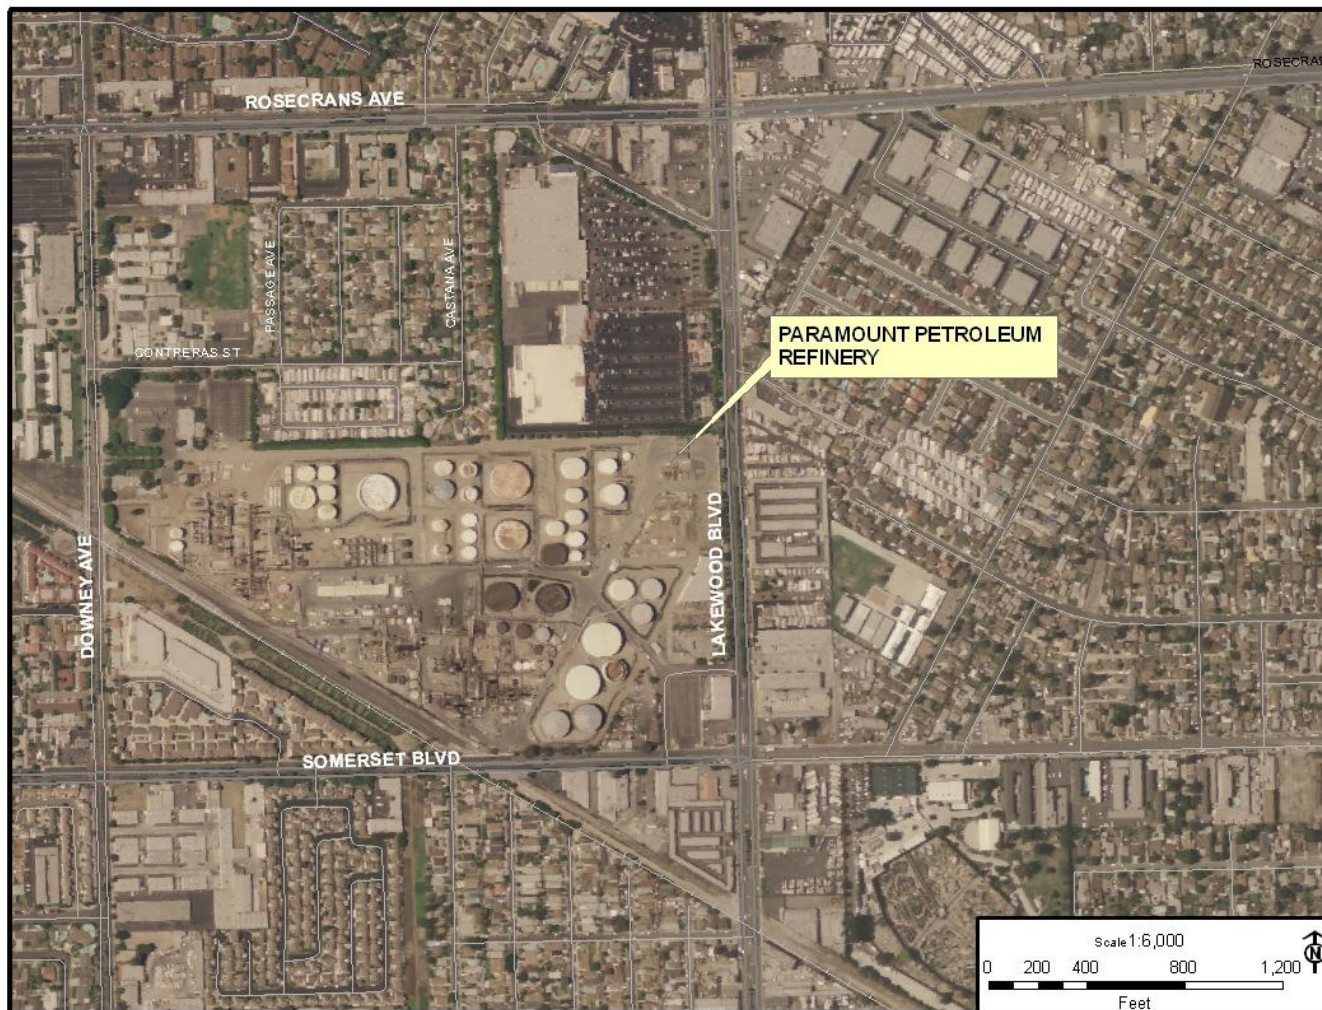 ROSECRANS AVE
ROSECRAN
PASSAGE AVE
CASTANA AVE
CONTRERAS ST
PARAMOUNT PETROLEUM
REFINERY
DOWNEY AVE
LAKEWOOD BLVD
SOMERSET BLVD
Scale 1:6,000
N
0 200 400 800 1,200
Feet